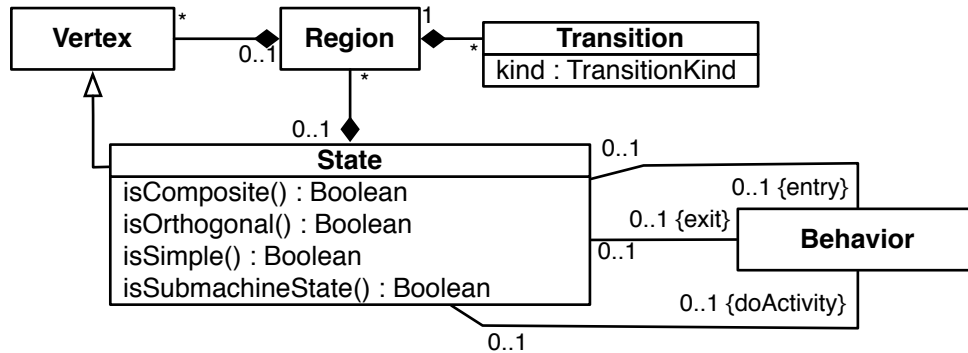 * 1
Vertex Region Transition
0..1 * kind : TransitionKind
*
0..1
State 0..1
isComposite() : Boolean 0..1 {entry}
isOrthogonal() : Boolean 0..1 {exit}
Behavior
isSimple() : Boolean 0..1
isSubmachineState() : Boolean 0..1 {doActivity}
0..1